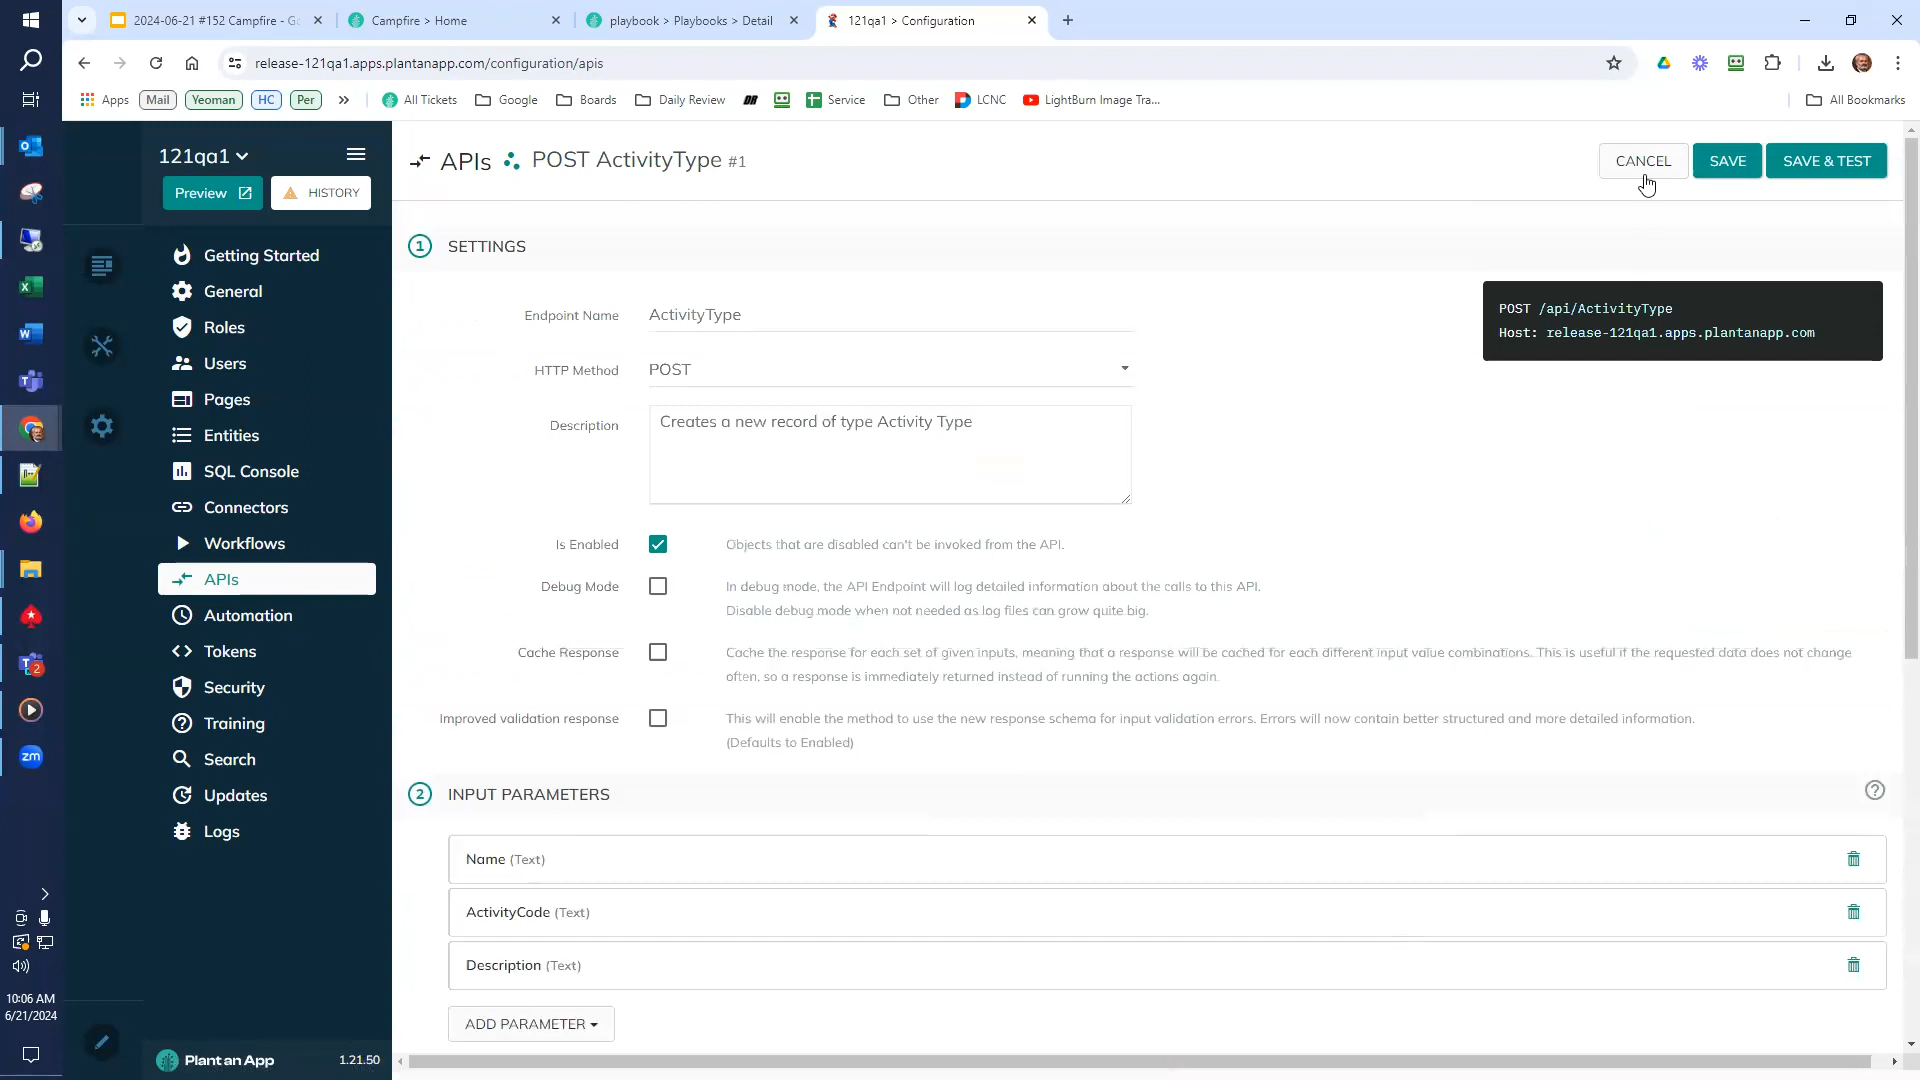 2024-06-21 #152 Campfire - Go
Campfire > Home
playbook > Playbooks > Detail
121qa1 > Configuration
release-121qa1.apps.plantanapp.com/configuration/apis
Apps
Mail
Yeoman
HC
Per
All Tickets
Google
Boards
Daily Review
Service
Other
LCNC
LightBurn Image Tra...
All Bookmarks
121qa1
Preview
HISTORY
Getting Started
General
Roles
Users
Pages
Entities
SQL Console
Connectors
Workflows
APIs
Automation
Tokens
Security
Training
Search
Updates
Logs
Plant an App
1.21.50
10:06 AM
6/21/2024
zm
2
APIs
POST ActivityType #1
CANCEL
SAVE
SAVE & TEST
1 SETTINGS
Endpoint Name ActivityType
HTTP Method POST
Description Creates a new record of type Activity Type
POST /api/ActivityType
Host: release-121qa1.apps.plantanapp.com
Is Enabled Objects that are disabled can't be invoked from the API.
Debug Mode In debug mode, the API Endpoint will log detailed information about the calls to this API.
Disable debug mode when not needed as log files can grow quite big.
Cache Response Cache the response for each set of given inputs, meaning that a response will be cached for each different input value combinations. This is useful if the requested data does not change
often, so a response is immediately returned instead of running the actions again.
Improved validation response This will enable the method to use the new response schema for input validation errors. Errors will now contain better structured and more detailed information.
(Defaults to Enabled)
2 INPUT PARAMETERS
Name (Text)
ActivityCode (Text)
Description (Text)
ADD PARAMETER